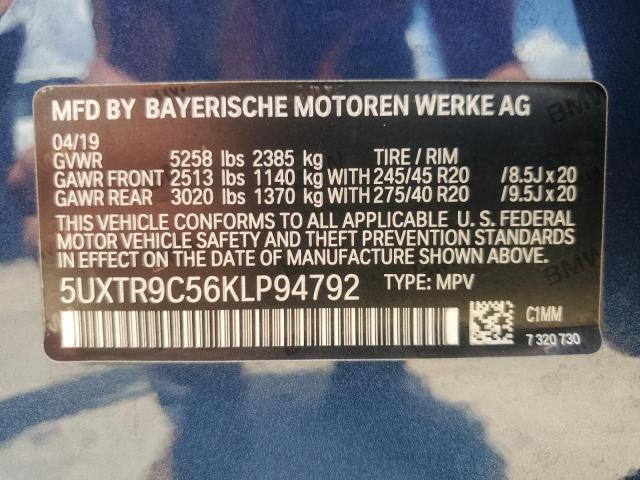 MFD BY BAYERISCHE MOTOREN WERKE AG
04/19
GVWR 5258 lbs 2385 kg TIRE / RIM
GAWR FRONT 2513 lbs 1140 kg WITH 245/45 R20 /8.5J x 20
GAWR REAR 3020 lbs 1370 kg WITH 275/40 R20 /9.5J x 20
THIS VEHICLE CONFORMS TO ALL APPLICABLE U. S. FEDERAL
MOTOR VEHICLE SAFETY AND THEFT PREVENTION STANDARDS
IN EFFECT ON THE DATE OF MANUFACTURE SHOWN ABOVE.
5UXTR9C56KLP94792 TYPE: MPV
C1MM
7 320 730